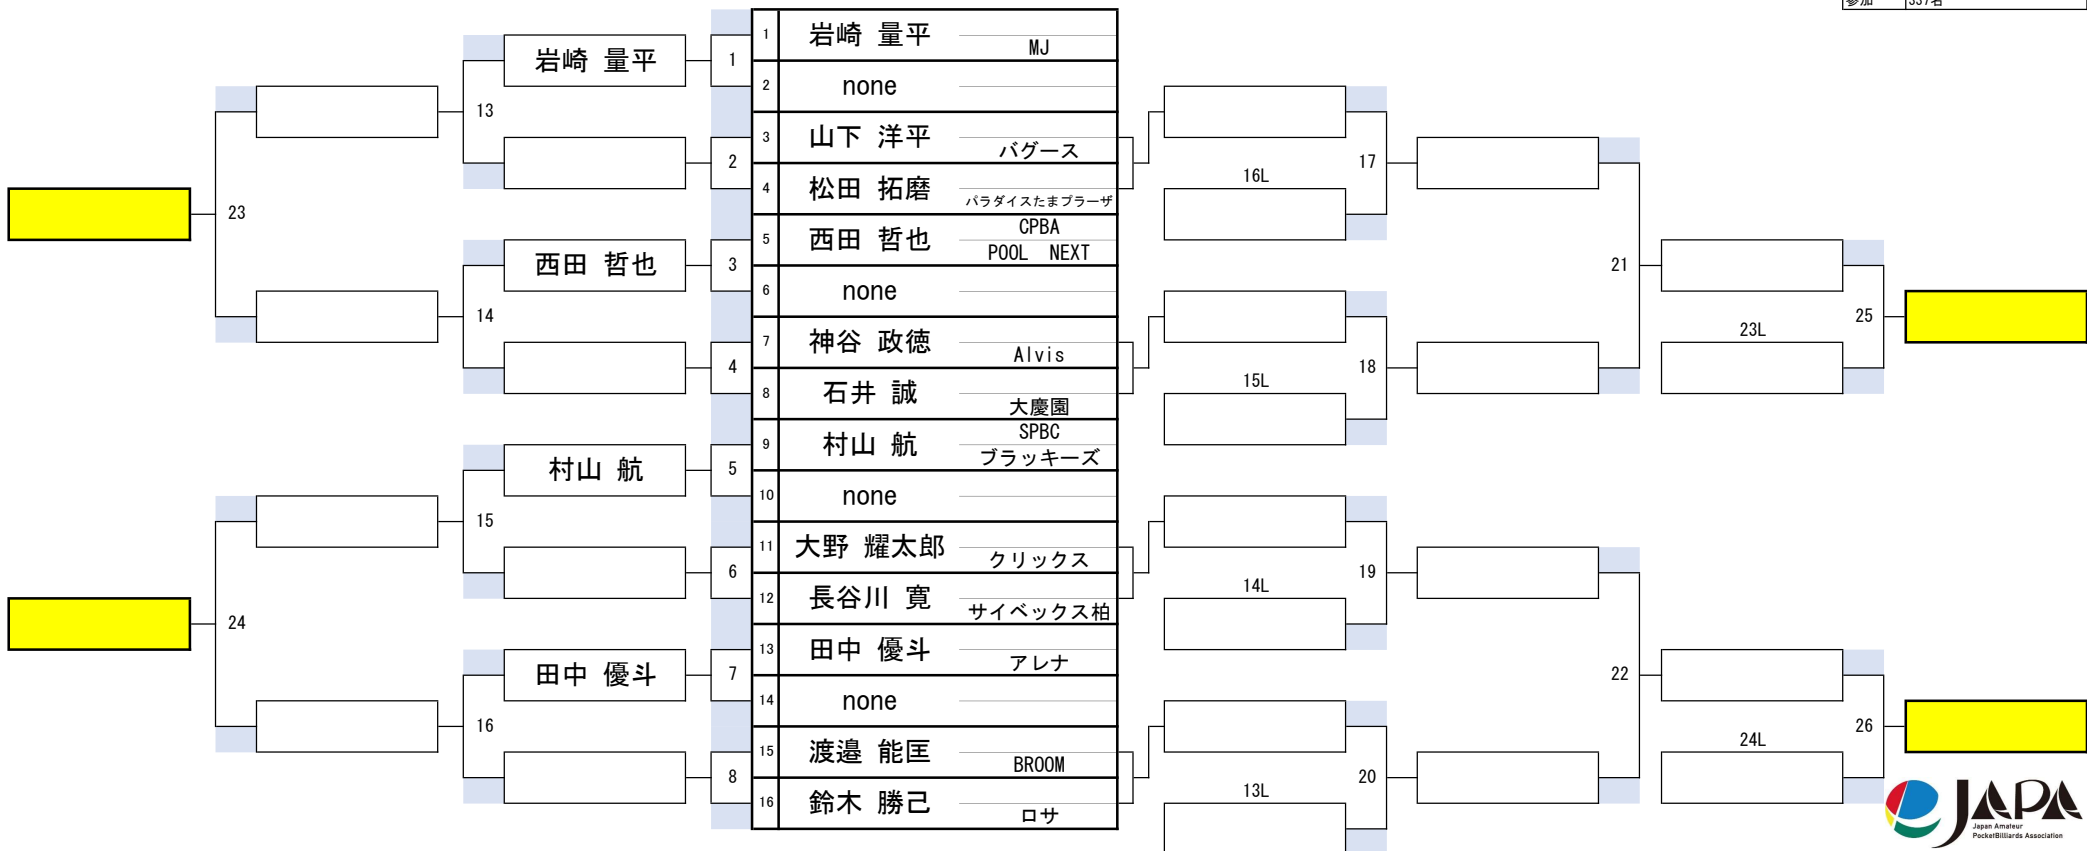 参加 337名
1 岩崎 量平 MJ
2 none
3 山下 洋平 バグース
4 松田 拓磨 パラダイスたまプラーザ
5 西田 哲也 CPBA
POOL NEXT
6 none
7 神谷 政徳 Alvis
8 石井 誠 大慶園
9 村山 航 SPBC
ブラッキーズ
10 none
11 大野 耀太郎 クリックス
12 長谷川 寛 サイベックス柏
13 田中 優斗 アレナ
14 none
15 渡邉 能匡 BROOM
16 鈴木 勝己 ロサ
岩崎 量平 1
13
2
23
西田 哲也 3
14
4
村山 航 5
15
6
24
田中 優斗 7
16
8
17
16L
21
18
15L
23L
25
19
14L
22
20
13L
24L
26
JAPA
Japan Amateur
PocketBilliards Association